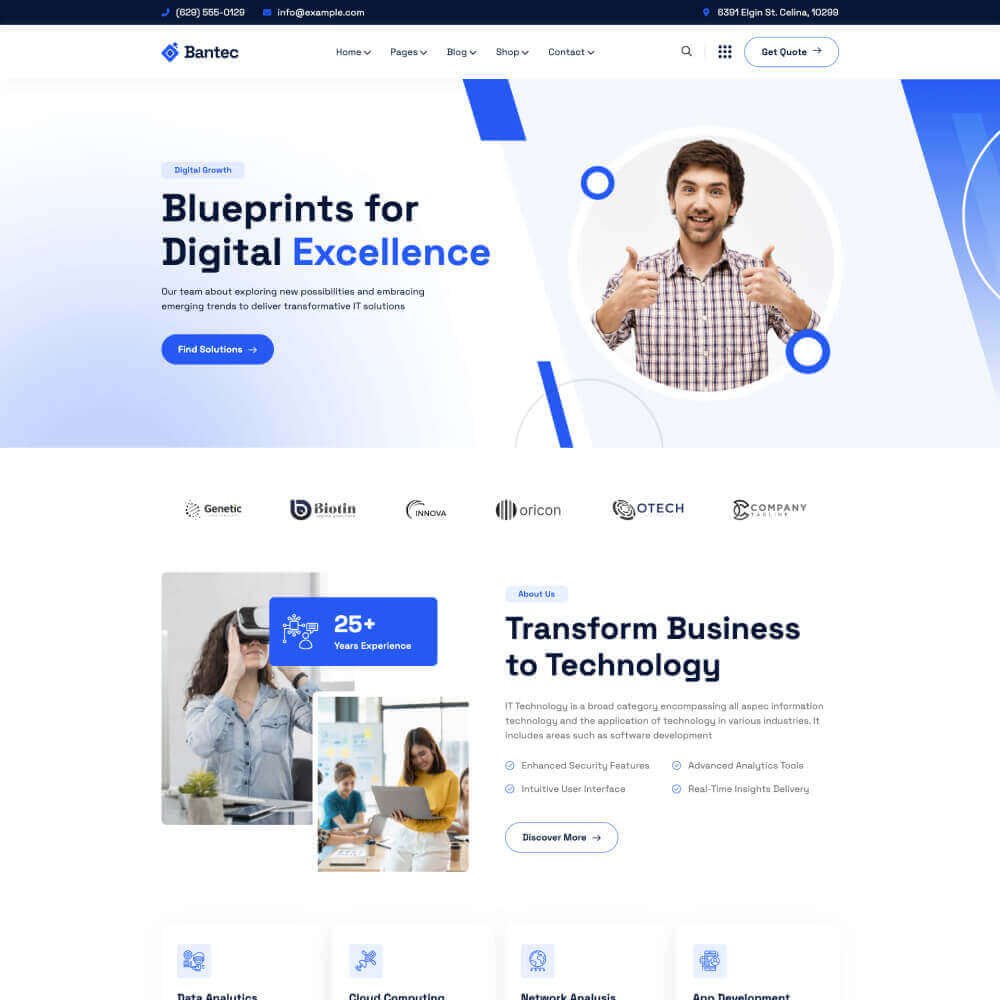 (629) 555-0129 info@example.com 6391 Elgin St. Celina, 10299
Bantec Home Pages Blog Shop Contact Get Quote
Digital Growth
Blueprints for
Digital Excellence
Our team about exploring new possibilities and embracing
emerging trends to deliver transformative IT solutions
Find Solutions
Genetic Biotin INNOVA oricon OTECH COMPANY
TAGLINE
25+
Years Experience
About Us
Transform Business
to Technology
IT Technology is a broad category encompassing all aspec information
technology and the application of technology in various industries. It
includes areas such as software development
Enhanced Security Features Advanced Analytics Tools
Intuitive User Interface Real-Time Insights Delivery
Discover More
Data Analytics Cloud Computing Network Analysis App Development